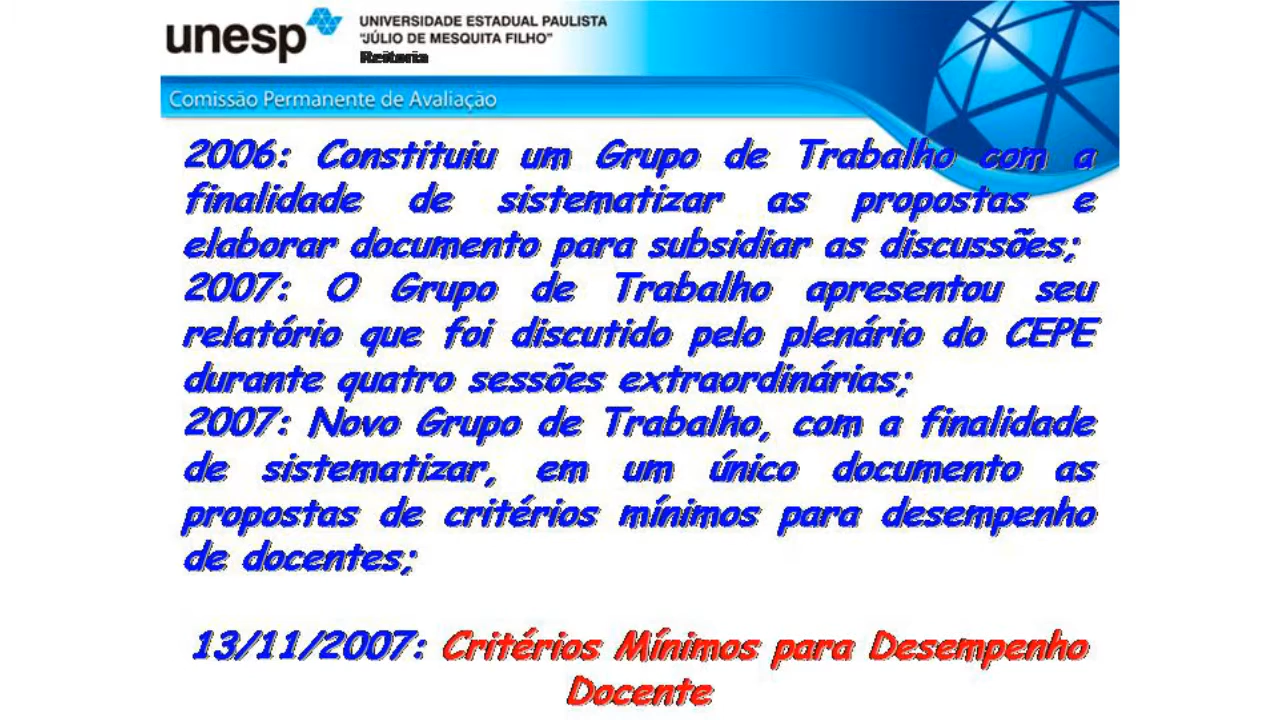 unesp
UNIVERSIDADE ESTADUAL PAULISTA
"JÚLIO DE MESQUITA FILHO"
Reitoria
Comissão Permanente de Avaliação
2006: Constituiu um Grupo de Trabalho com a
finalidade de sistematizar as propostas e
elaborar documento para subsidiar as discussões;
2007: O Grupo de Trabalho apresentou seu
relatório que foi discutido pelo plenário do CEPE
durante quatro sessões extraordinárias;
2007: Novo Grupo de Trabalho, com a finalidade
de sistematizar, em um único documento as
propostas de critérios mínimos para desempenho
de docentes;
13/11/2007: Critérios Mínimos para Desempenho
Docente